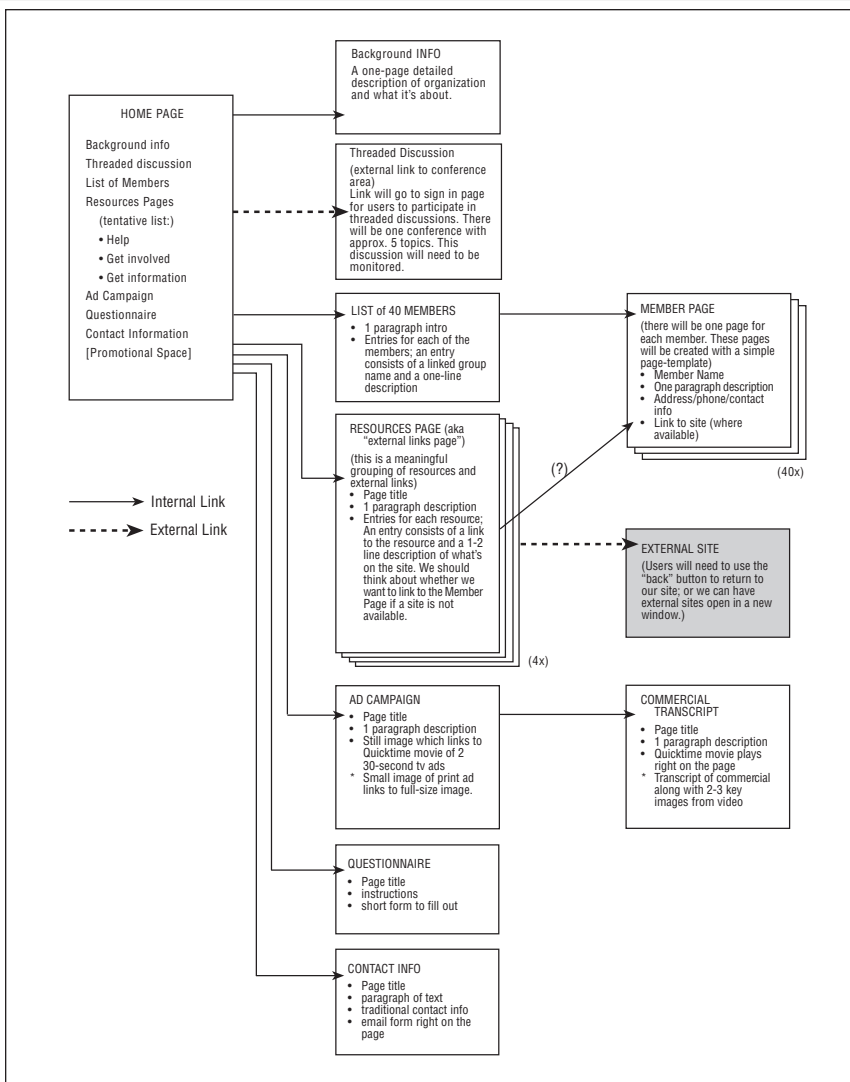 HOME PAGE
Background info
Threaded discussion
List of Members
Resources Pages
(tentative list:)
• Help
• Get involved
• Get information
Ad Campaign
Questionnaire
Contact Information
[Promotional Space]
Internal Link
External Link
Background INFO
A one-page detailed
description of organization
and what it's about.
Threaded Discussion
(external link to conference
area)
Link will go to sign in page
for users to participate in
threaded discussions. There
will be one conference with
approx. 5 topics. This
discussion will need to be
monitored.
LIST of 40 MEMBERS
• 1 paragraph intro
• Entries for each of the
members; an entry
consists of a linked group
name and a one-line
description
MEMBER PAGE
(there will be one page for
each member. These pages
will be created with a simple
page-template)
• Member Name
• One paragraph description
• Address/phone/contact
info
• Link to site (where
available)
(40x)
RESOURCES PAGE (aka
"external links page")
(this is a meaningful
grouping of resources and
external links)
• Page title
• 1 paragraph description
• Entries for each resource;
An entry consists of a link
to the resource and a 1-2
line description of what's
on the site. We should
think about whether we
want to link to the Member
Page if a site is not
available.
(4x)
(?)
EXTERNAL SITE
(Users will need to use the
"back" button to return to
our site; or we can have
external sites open in a new
window.)
AD CAMPAIGN
• Page title
• 1 paragraph description
• Still image which links to
Quicktime movie of 2
30-second tv ads
* Small image of print ad
links to full-size image.
COMMERCIAL
TRANSCRIPT
• Page title
• 1 paragraph description
• Quicktime movie plays
right on the page
* Transcript of commercial
along with 2-3 key
images from video
QUESTIONNAIRE
• Page title
• instructions
• short form to fill out
CONTACT INFO
• Page title
• paragraph of text
• traditional contact info
• email form right on the
page